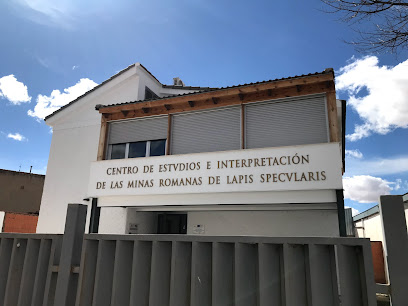 CENTRO DE ESTVDIOS E INTERPRETACIÓN
DE LAS MINAS ROMANAS DE LAPIS SPECVLARIS